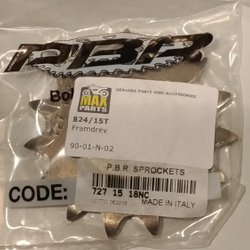 PBR
Bo
MAX
PARTS
GENUINE PARTS AND ACCESSORIES
824/15T
Framdrev
90-01-N-02
CODE:
P.B.R. SPROCKETS
727 15 18NC
MADE IN ITALY